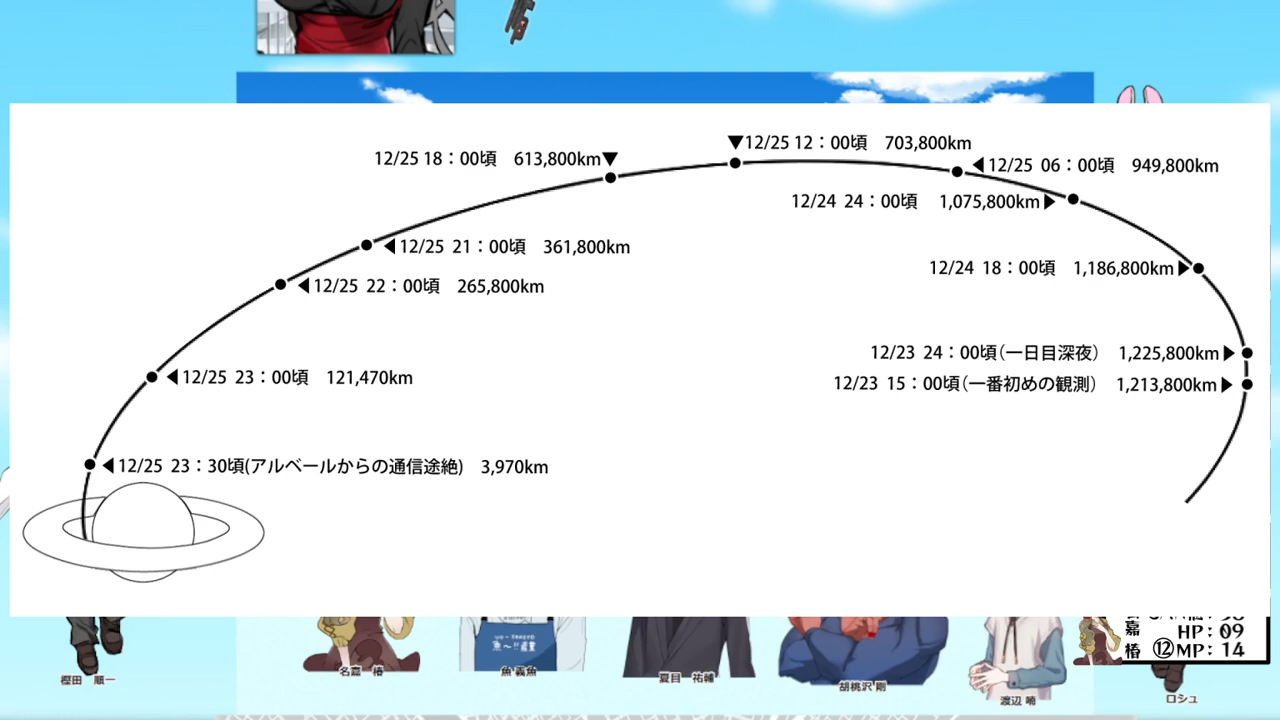 ▼12/25 12：00頃　703,800km
12/25 18：00頃　613,800km▼
◀12/25 06：00頃　949,800km
12/24 24：00頃　1,075,800km▶
◀12/25 21：00頃　361,800km
12/24 18：00頃　1,186,800km▶
◀12/25 22：00頃　265,800km
12/23 24：00頃（一日目深夜）　1,225,800km▶
◀12/25 23：00頃　121,470km
12/23 15：00頃（一番初めの観測）　1,213,800km▶
◀12/25 23：30頃(アルベールからの通信途絶)　3,970km
嘉　HP：09
椿　⑫MP：14
魚〜!!産業
樫田　順一
名嘉　椿
魚 義魚
夏目　祐輔
胡桃沢 剛
渡辺 喃
ロシュ